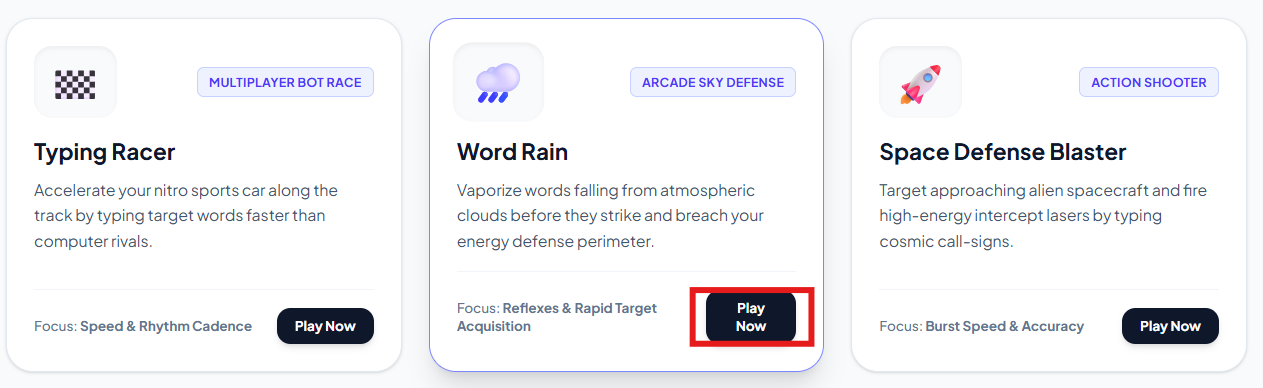 MULTIPLAYER BOT RACE
Typing Racer
Accelerate your nitro sports car along the
track by typing target words faster than
computer rivals.
Focus: Speed & Rhythm Cadence
Play Now
ARCADE SKY DEFENSE
Word Rain
Vaporize words falling from atmospheric
clouds before they strike and breach your
energy defense perimeter.
Focus: Reflexes & Rapid Target
Acquisition
Play
Now
ACTION SHOOTER
Space Defense Blaster
Target approaching alien spacecraft and fire
high-energy intercept lasers by typing
cosmic call-signs.
Focus: Burst Speed & Accuracy
Play Now